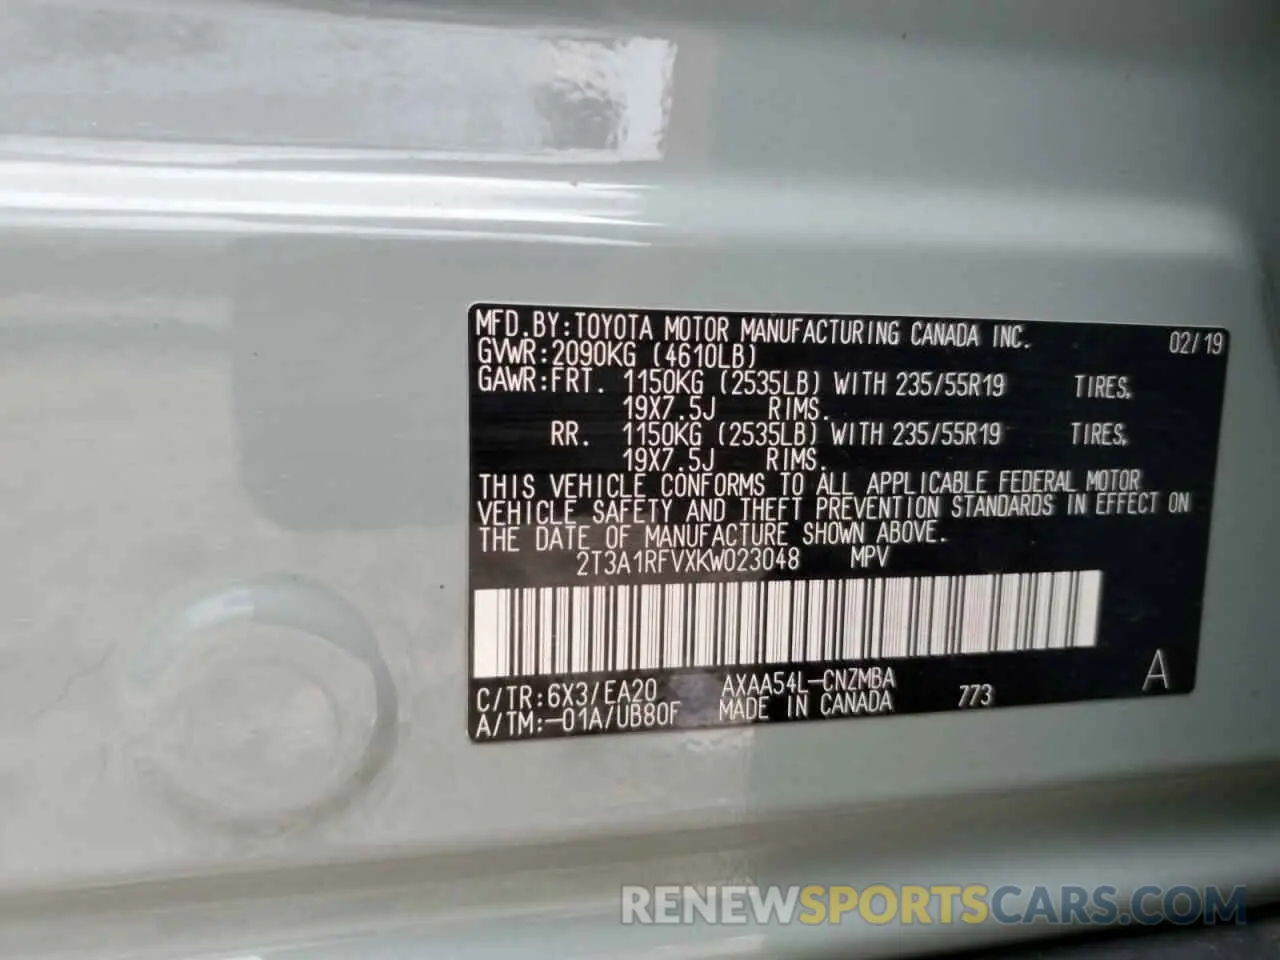 MFD.BY:TOYOTA MOTOR MANUFACTURING CANADA INC. 02/19
GVWR:2090KG (4610LB)
GAWR:FRT. 1150KG (2535LB) WITH 235/55R19 TIRES,
19X7.5J RIMS.
RR. 1150KG (2535LB) WITH 235/55R19 TIRES,
19X7.5J RIMS.
THIS VEHICLE CONFORMS TO ALL APPLICABLE FEDERAL MOTOR
VEHICLE SAFETY AND THEFT PREVENTION STANDARDS IN EFFECT ON
THE DATE OF MANUFACTURE SHOWN ABOVE.
2T3A1RFVXKW023048 MPV
C/TR:6X3/EA20 AXAA54L-CNZMBA A
A/TM:-01A/UB80F MADE IN CANADA 773
RENEWSPORTSCARS.COM